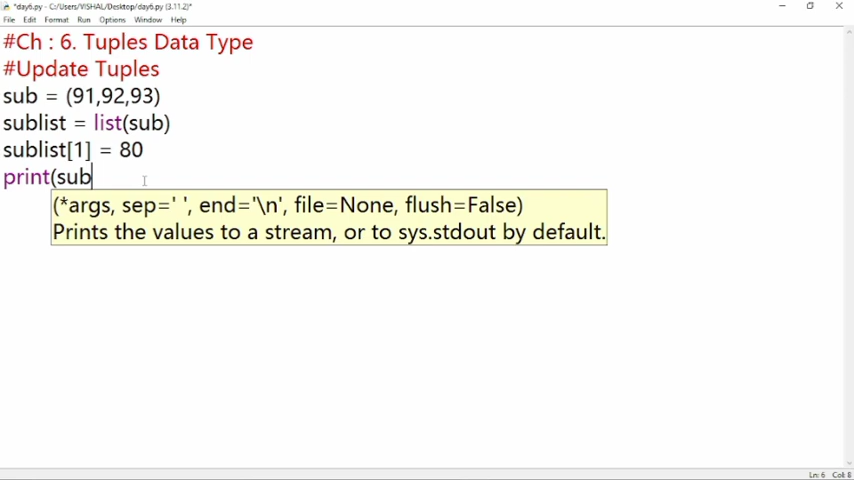 *day6.py - C:/Users/VISHAL/Desktop/day6.py (3.11.2)*
File Edit Format Run Options Window Help
#Ch : 6. Tuples Data Type
#Update Tuples
sub = (91,92,93)
sublist = list(sub)
sublist[1] = 80
print(sub
(*args, sep=' ', end='\n', file=None, flush=False)
Prints the values to a stream, or to sys.stdout by default.
Ln: 6 Col: 8